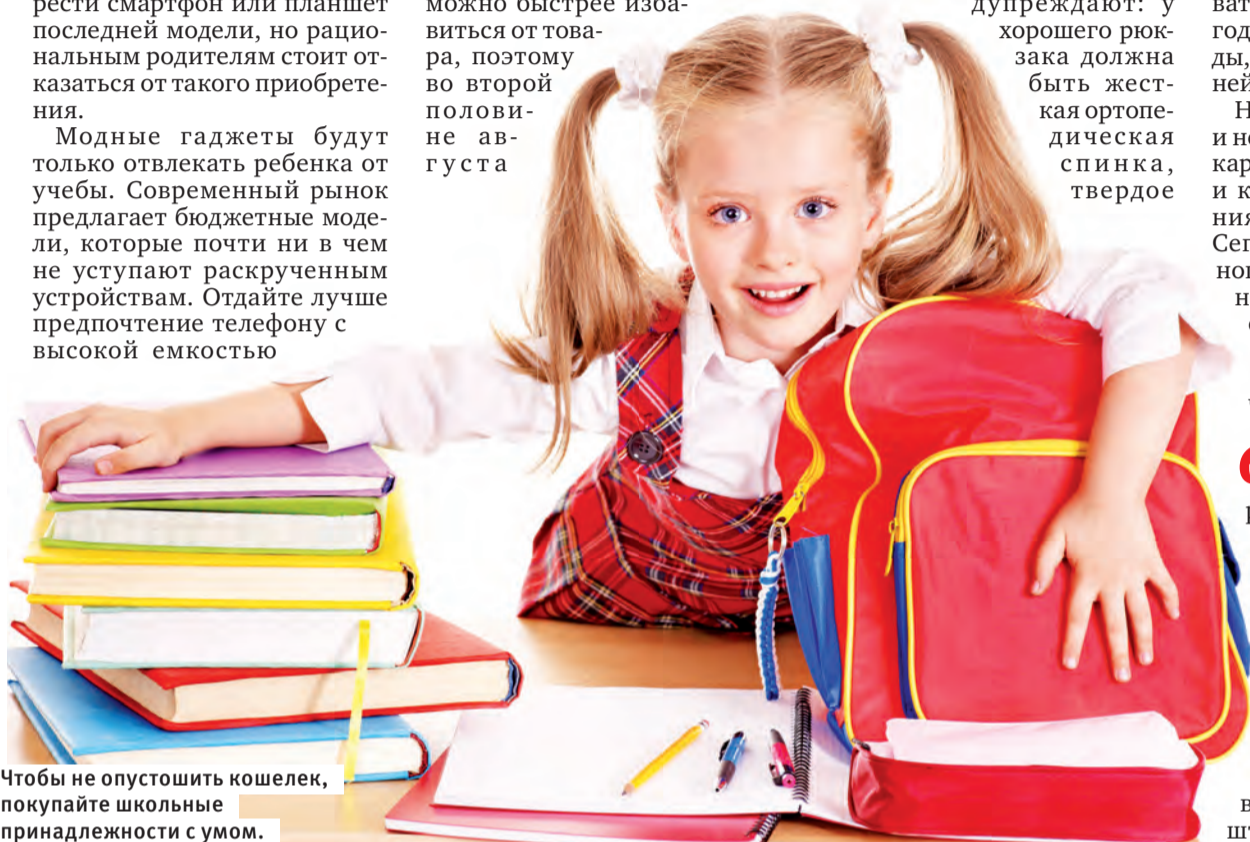 рести смартфон или планшет
последней модели, но рацио-
нальным родителям стоит от-
казаться от такого приобрете-
ния.
Модные гаджеты будут
только отвлекать ребенка от
учебы. Современный рынок
предлагает бюджетные моде-
ли, которые почти ни в чем
не уступают раскрученным
устройствам. Отдайте лучше
предпочтение телефону с
высокой емкостью
можно быстрее изба-
виться от това-
ра, поэтому
во второй
полови-
не ав-
густа
дупреждают: у
хорошего рюк-
зака должна
быть жест-
кая ортопе-
дическая
спинка,
твердое
Чтобы не опустошить кошелек,
покупайте школьные
принадлежности с умом.